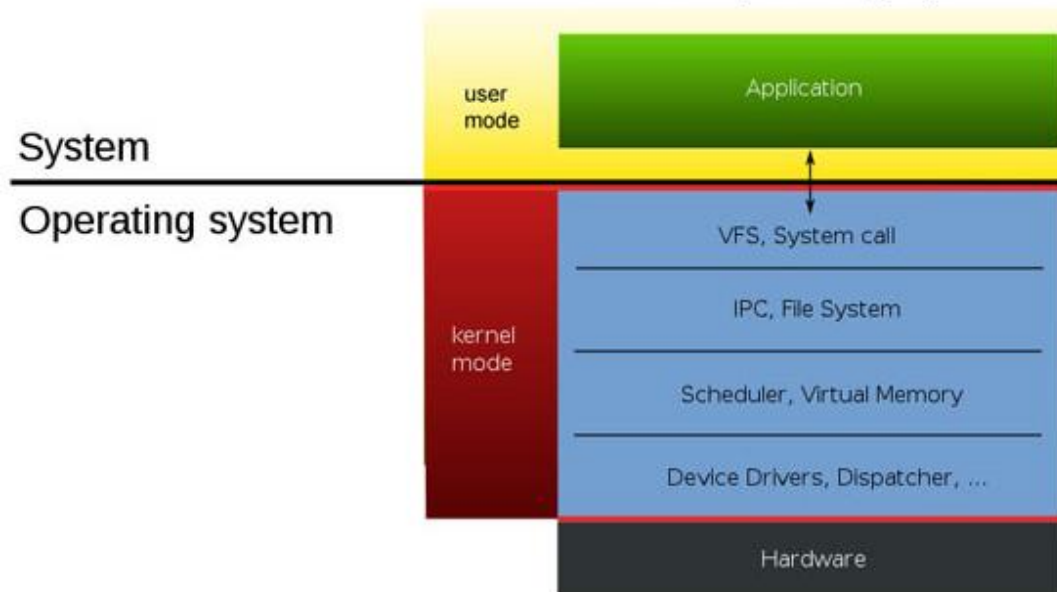 user
mode
Application
System
Operating system
VFS, System call
IPC, File System
kernel
mode
Scheduler, Virtual Memory
Device Drivers, Dispatcher, ...
Hardware